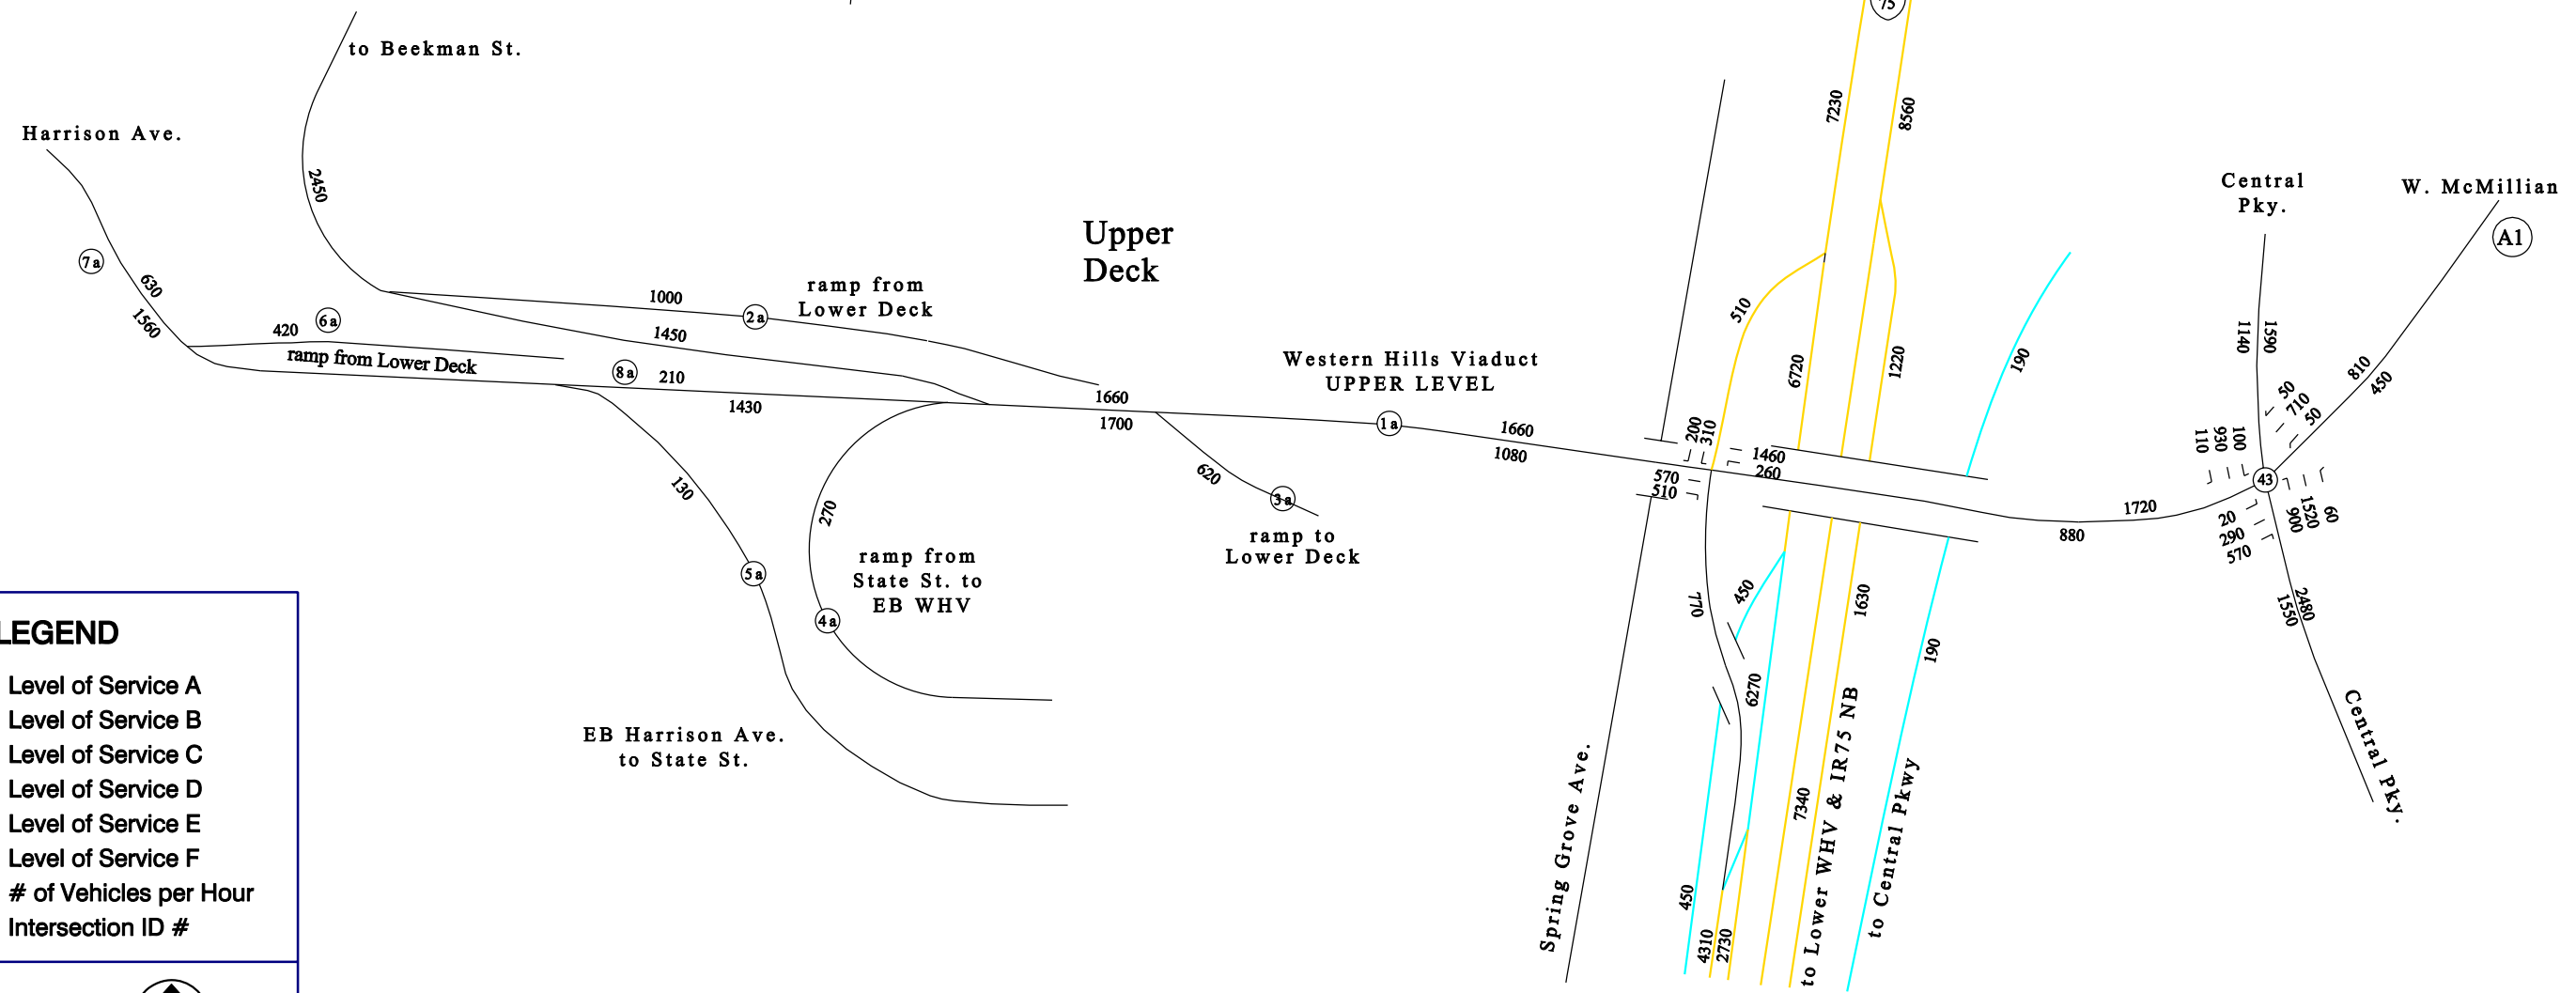 75
to Beekman St.
Harrison Ave.
2450
7a
630
1560
420
6a
ramp from Lower Deck
1000
2a
ramp from
Lower Deck
1450
8a
210
1430
Upper
Deck
1660
1700
Western Hills Viaduct
UPPER LEVEL
1a
1660
1080
620
3a
ramp to
Lower Deck
130
5a
270
4a
ramp from
State St. to
EB WHV
EB Harrison Ave.
to State St.
7230
8560
510
6720
1220
190
200
310
1460
260
570
510
770
450
6270
1630
190
7340
450
4310
2730
Spring Grove Ave.
to Lower WHV & IR75 NB
to Central Pkwy
Central
Pky.
W. McMillian
A1
1140
1590
810
450
50
710
50
110
930
100
43
1720
880
20
290
570
900
1520
60
1550
2480
Central Pky.
LEGEND
Level of Service A
Level of Service B
Level of Service C
Level of Service D
Level of Service E
Level of Service F
# of Vehicles per Hour
Intersection ID #